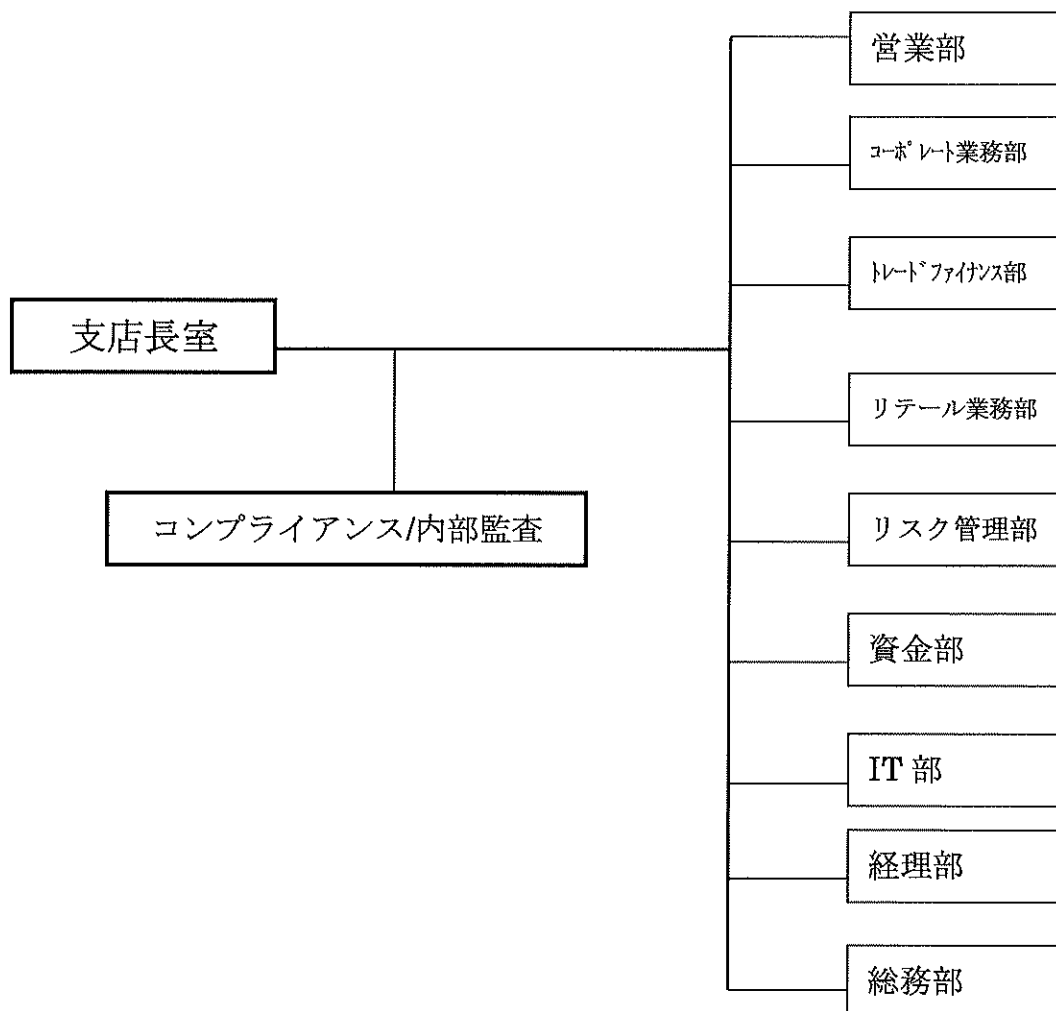 営業部
コーポレート業務部
トレードファイナンス部
支店長室
リテール業務部
コンプライアンス/内部監査
リスク管理部
資金部
IT 部
経理部
総務部